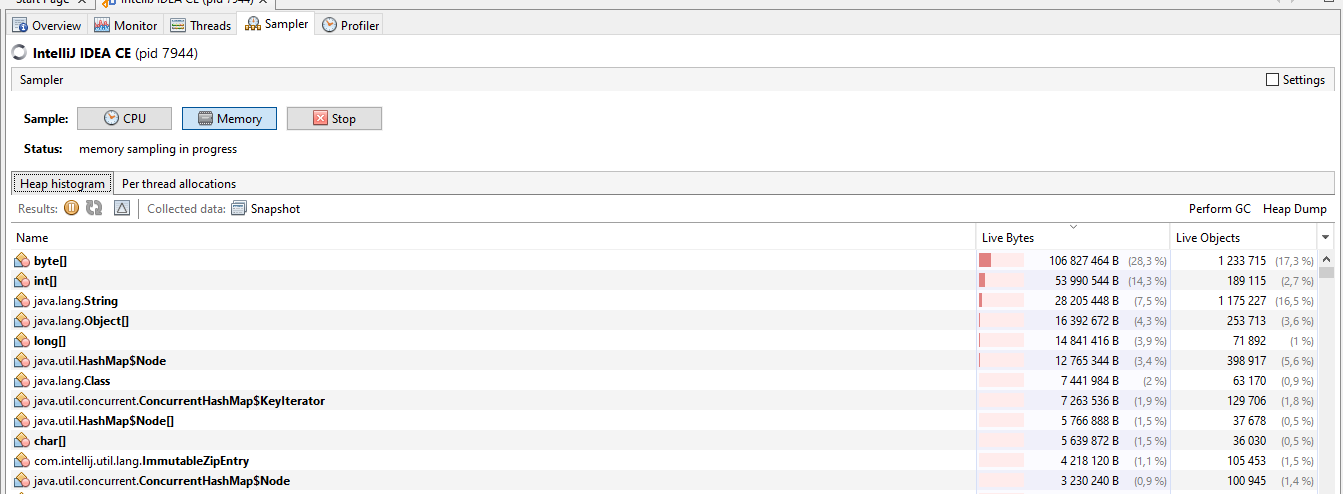 Start Page IntelliJ IDEA CE (pid 7944)
Overview Monitor Threads Sampler Profiler
IntelliJ IDEA CE (pid 7944)
Sampler Settings
Sample: CPU Memory Stop
Status: memory sampling in progress
Heap histogram Per thread allocations
Results: Collected data: Snapshot Perform GC Heap Dump
Name Live Bytes Live Objects
byte[] 106 827 464 B (28,3 %) 1 233 715 (17,3 %)
int[] 53 990 544 B (14,3 %) 189 115 (2,7 %)
java.lang.String 28 205 448 B (7,5 %) 1 175 227 (16,5 %)
java.lang.Object[] 16 392 672 B (4,3 %) 253 713 (3,6 %)
long[] 14 841 416 B (3,9 %) 71 892 (1 %)
java.util.HashMap$Node 12 765 344 B (3,4 %) 398 917 (5,6 %)
java.lang.Class 7 441 984 B (2 %) 63 170 (0,9 %)
java.util.concurrent.ConcurrentHashMap$KeyIterator 7 263 536 B (1,9 %) 129 706 (1,8 %)
java.util.HashMap$Node[] 5 766 888 B (1,5 %) 37 678 (0,5 %)
char[] 5 639 872 B (1,5 %) 36 030 (0,5 %)
com.intellij.util.lang.ImmutableZipEntry 4 218 120 B (1,1 %) 105 453 (1,5 %)
java.util.concurrent.ConcurrentHashMap$Node 3 230 240 B (0,9 %) 100 945 (1,4 %)